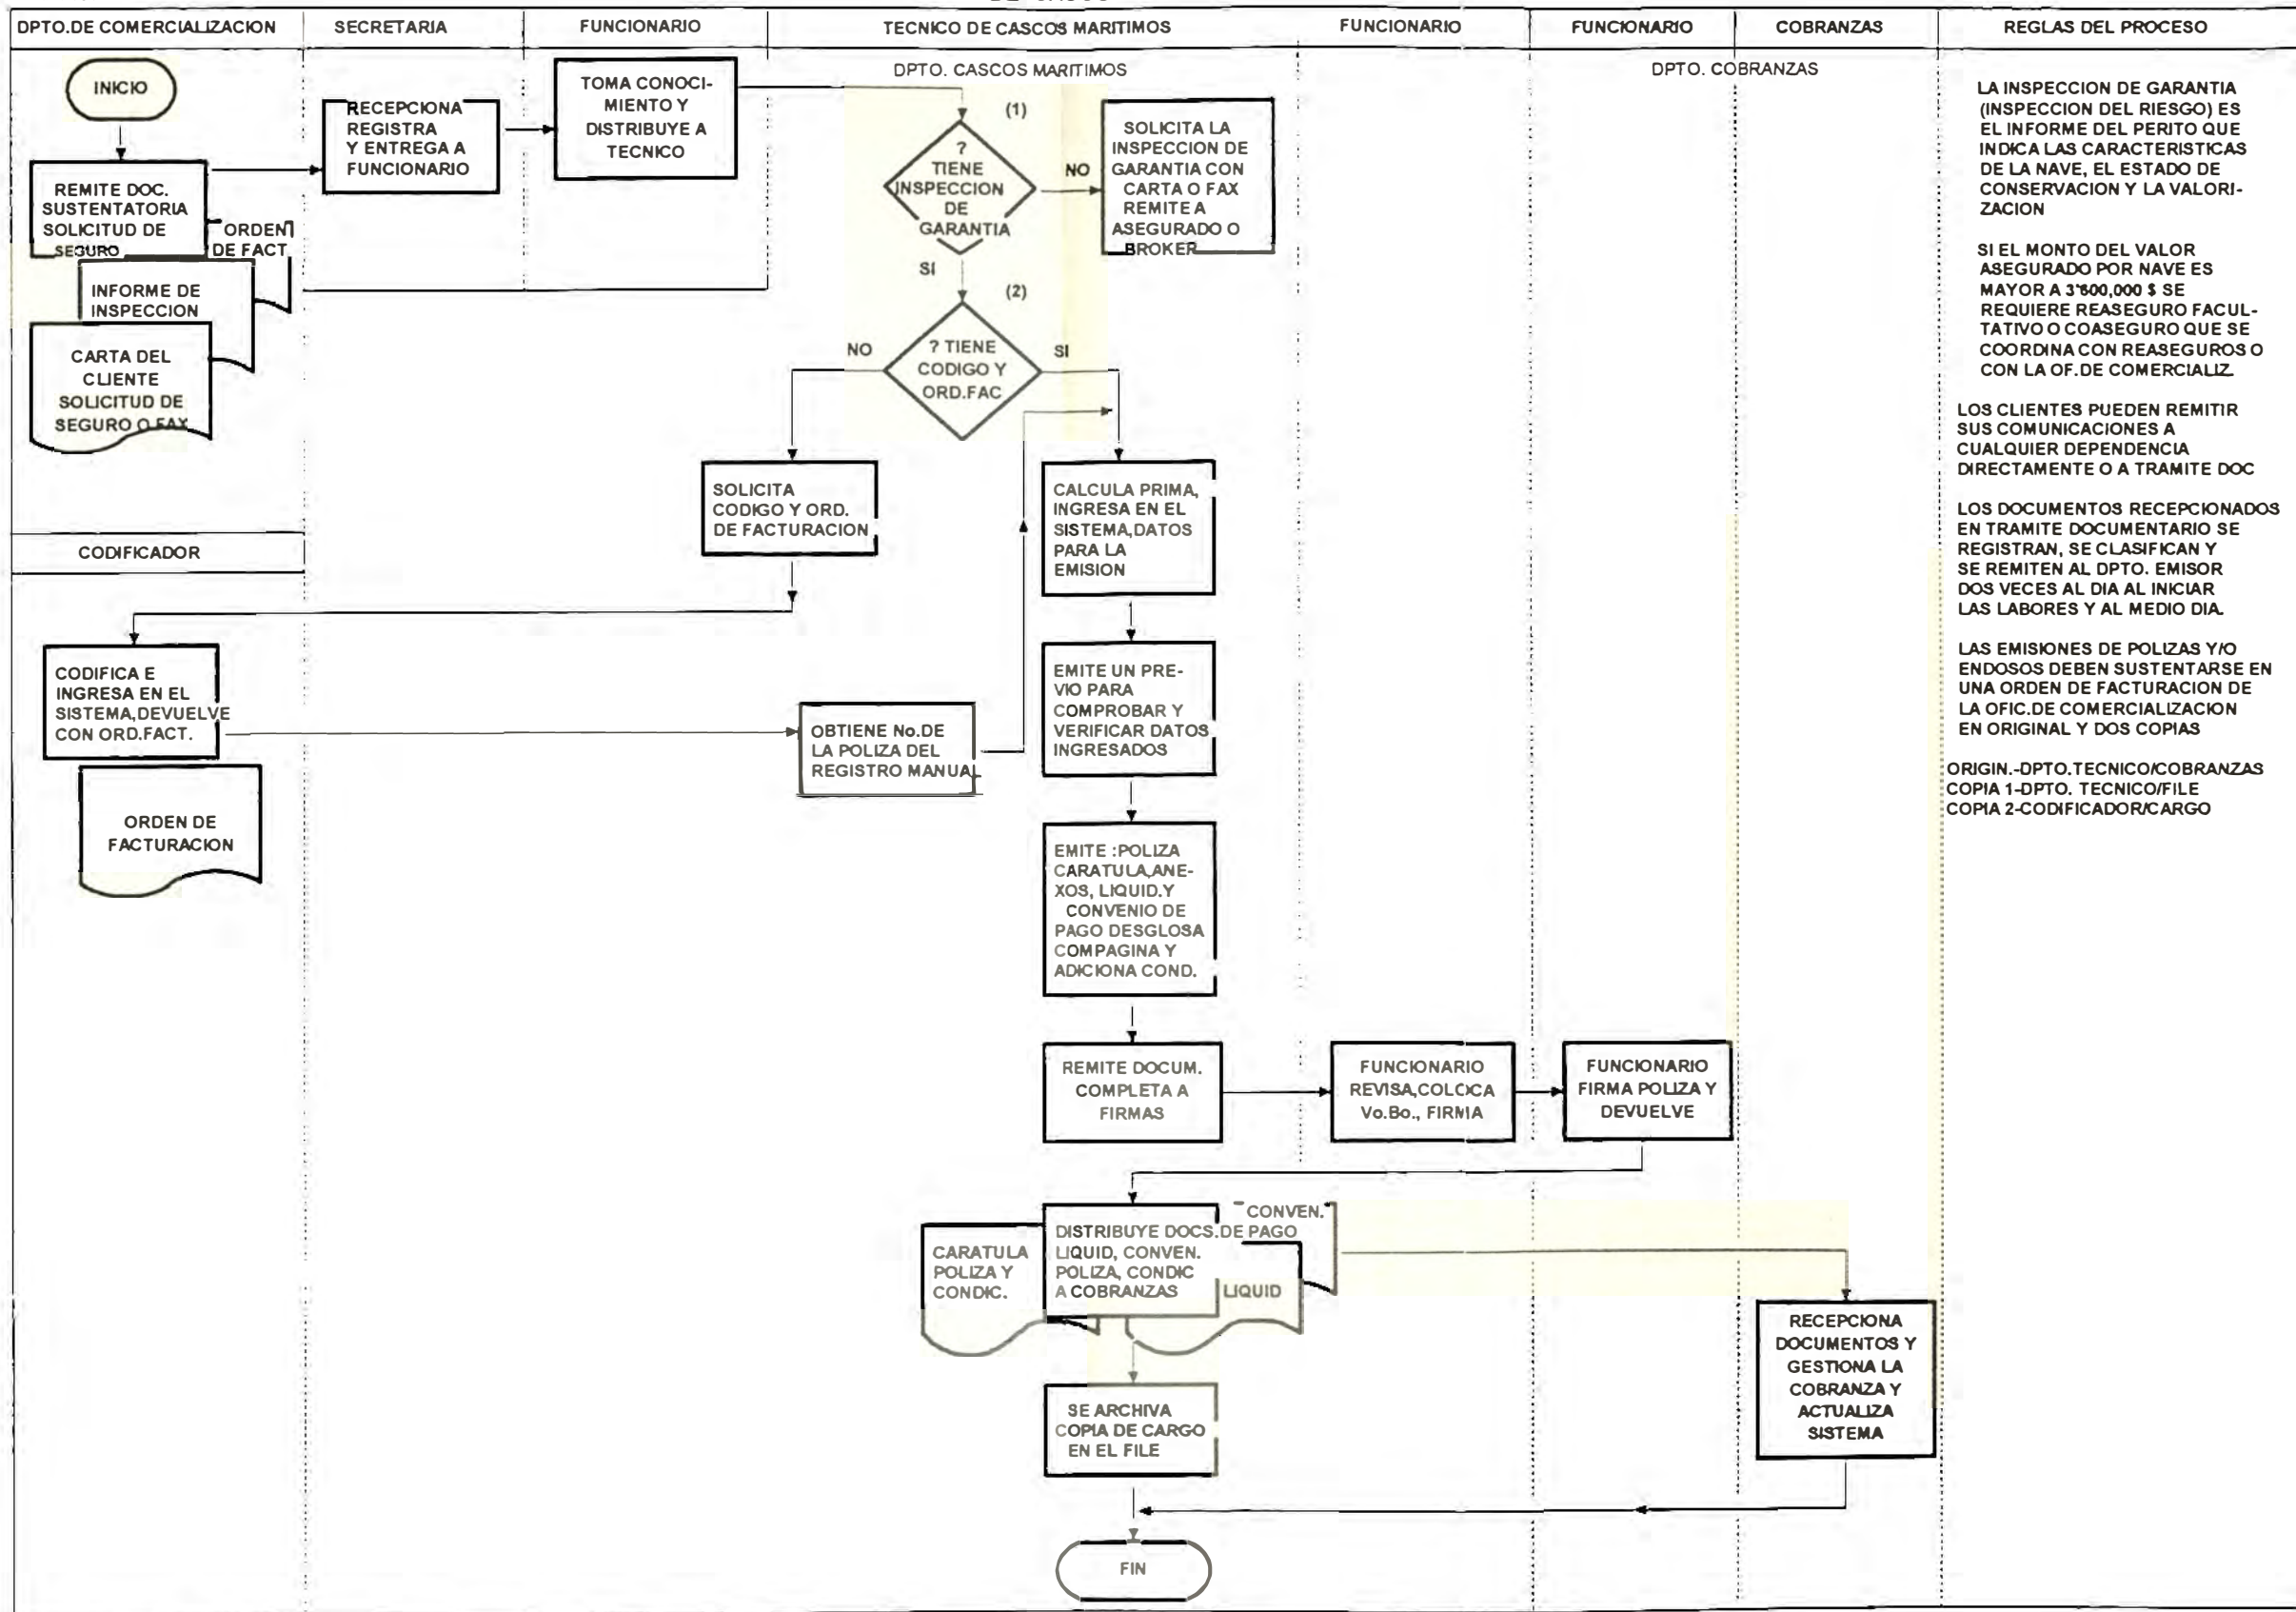 DPTO.DE COMERCIALIZACION
SECRETARIA
FUNCIONARIO
TECNICO DE CASCOS MARITIMOS
FUNCIONARIO
FUNCIONARIO
COBRANZAS
REGLAS DEL PROCESO
DPTO. CASCOS MARITIMOS
DPTO. COBRANZAS
INICIO
REMITE DOC.
SUSTENTATORIA
SOLICITUD DE
SEGURO
ORDEN
DE FACT
INFORME DE
INSPECCION
CARTA DEL
CLIENTE
SOLICITUD DE
SEGURO O FAX
RECEPCIONA
REGISTRA
Y ENTREGA A
FUNCIONARIO
TOMA CONOCI-
MIENTO Y
DISTRIBUYE A
TECNICO
(1)
?
TIENE
INSPECCION
DE
GARANTIA
NO
SI
SOLICITA LA
INSPECCION DE
GARANTIA CON
CARTA O FAX
REMITE A
ASEGURADO O
BROKER
(2)
? TIENE
CODIGO Y
ORD.FAC
NO
SI
SOLICITA
CODIGO Y ORD.
DE FACTURACION
CODIFICADOR
CODIFICA E
INGRESA EN EL
SISTEMA,DEVUELVE
CON ORD.FACT.
ORDEN DE
FACTURACION
OBTIENE No.DE
LA POLIZA DEL
REGISTRO MANUAL
CALCULA PRIMA,
INGRESA EN EL
SISTEMA,DATOS
PARA LA
EMISION
EMITE UN PRE-
VIO PARA
COMPROBAR Y
VERIFICAR DATOS
INGRESADOS
EMITE :POLIZA
CARATULA,ANE-
XOS, LIQUID.Y
CONVENIO DE
PAGO DESGLOSA
COMPAGINA Y
ADICIONA COND.
REMITE DOCUM.
COMPLETA A
FIRMAS
FUNCIONARIO
REVISA,COLOCA
Vo.Bo., FIRMA
FUNCIONARIO
FIRMA POLIZA Y
DEVUELVE
CARATULA
POLIZA Y
CONDIC.
DISTRIBUYE DOCS.
LIQUID, CONVEN.
POLIZA, CONDIC
A COBRANZAS
CONVEN.
DE PAGO
LIQUID
SE ARCHIVA
COPIA DE CARGO
EN EL FILE
RECEPCIONA
DOCUMENTOS Y
GESTIONA LA
COBRANZA Y
ACTUALIZA
SISTEMA
FIN
LA INSPECCION DE GARANTIA
(INSPECCION DEL RIESGO) ES
EL INFORME DEL PERITO QUE
INDICA LAS CARACTERISTICAS
DE LA NAVE, EL ESTADO DE
CONSERVACION Y LA VALORI-
ZACION
SI EL MONTO DEL VALOR
ASEGURADO POR NAVE ES
MAYOR A $ SE
REQUIERE REASEGURO FACUL-
TATIVO O COASEGURO QUE SE
COORDINA CON REASEGUROS O
CON LA OF.DE COMERCIALIZ.
LOS CLIENTES PUEDEN REMITIR
SUS COMUNICACIONES A
CUALQUIER DEPENDENCIA
DIRECTAMENTE O A TRAMITE DOC
LOS DOCUMENTOS RECEPCIONADOS
EN TRAMITE DOCUMENTARIO SE
REGISTRAN, SE CLASIFICAN Y
SE REMITEN AL DPTO. EMISOR
DOS VECES AL DIA AL INICIAR
LAS LABORES Y AL MEDIO DIA.
LAS EMISIONES DE POLIZAS Y/O
ENDOSOS DEBEN SUSTENTARSE EN
UNA ORDEN DE FACTURACION DE
LA OFIC.DE COMERCIALIZACION
EN ORIGINAL Y DOS COPIAS
ORIGIN.-DPTO.TECNICO/COBRANZAS
COPIA 1-DPTO. TECNICO/FILE
COPIA 2-CODIFICADOR/CARGO